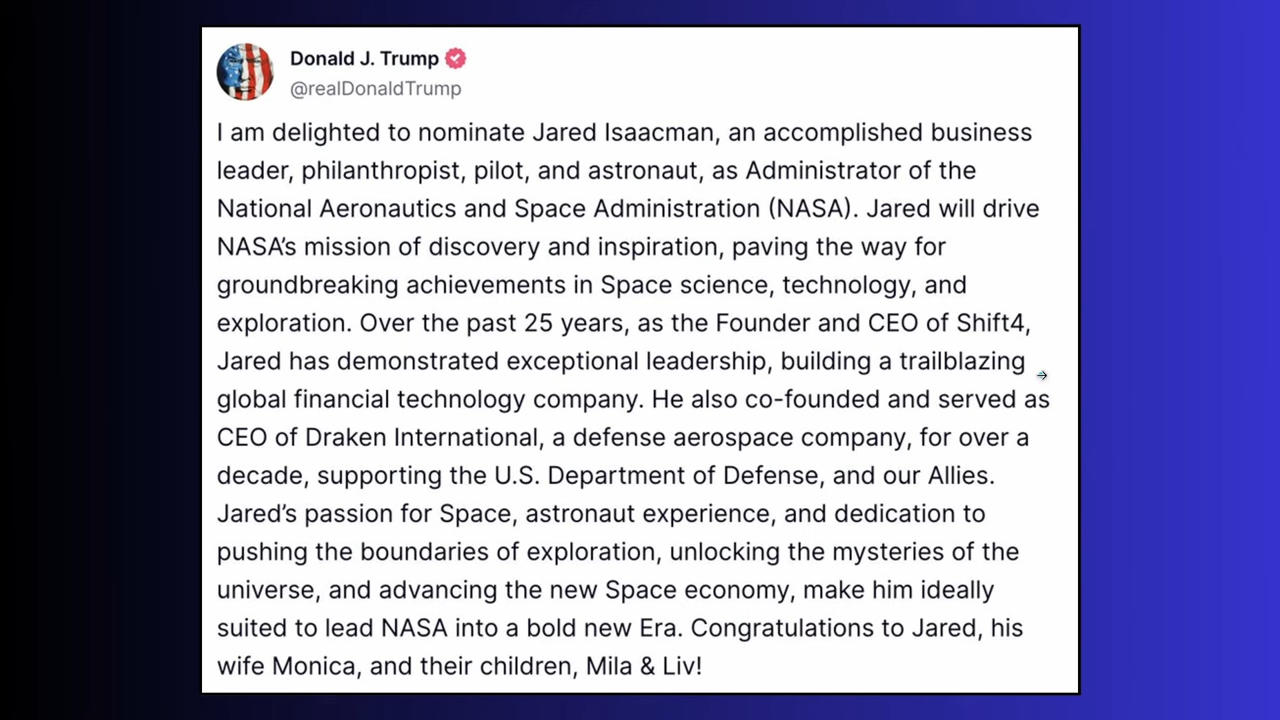 Donald J. Trump
@realDonaldTrump
I am delighted to nominate Jared Isaacman, an accomplished business
leader, philanthropist, pilot, and astronaut, as Administrator of the
National Aeronautics and Space Administration (NASA). Jared will drive
NASA’s mission of discovery and inspiration, paving the way for
groundbreaking achievements in Space science, technology, and
exploration. Over the past 25 years, as the Founder and CEO of Shift4,
Jared has demonstrated exceptional leadership, building a trailblazing
global financial technology company. He also co-founded and served as
CEO of Draken International, a defense aerospace company, for over a
decade, supporting the U.S. Department of Defense, and our Allies.
Jared’s passion for Space, astronaut experience, and dedication to
pushing the boundaries of exploration, unlocking the mysteries of the
universe, and advancing the new Space economy, make him ideally
suited to lead NASA into a bold new Era. Congratulations to Jared, his
wife Monica, and their children, Mila & Liv!